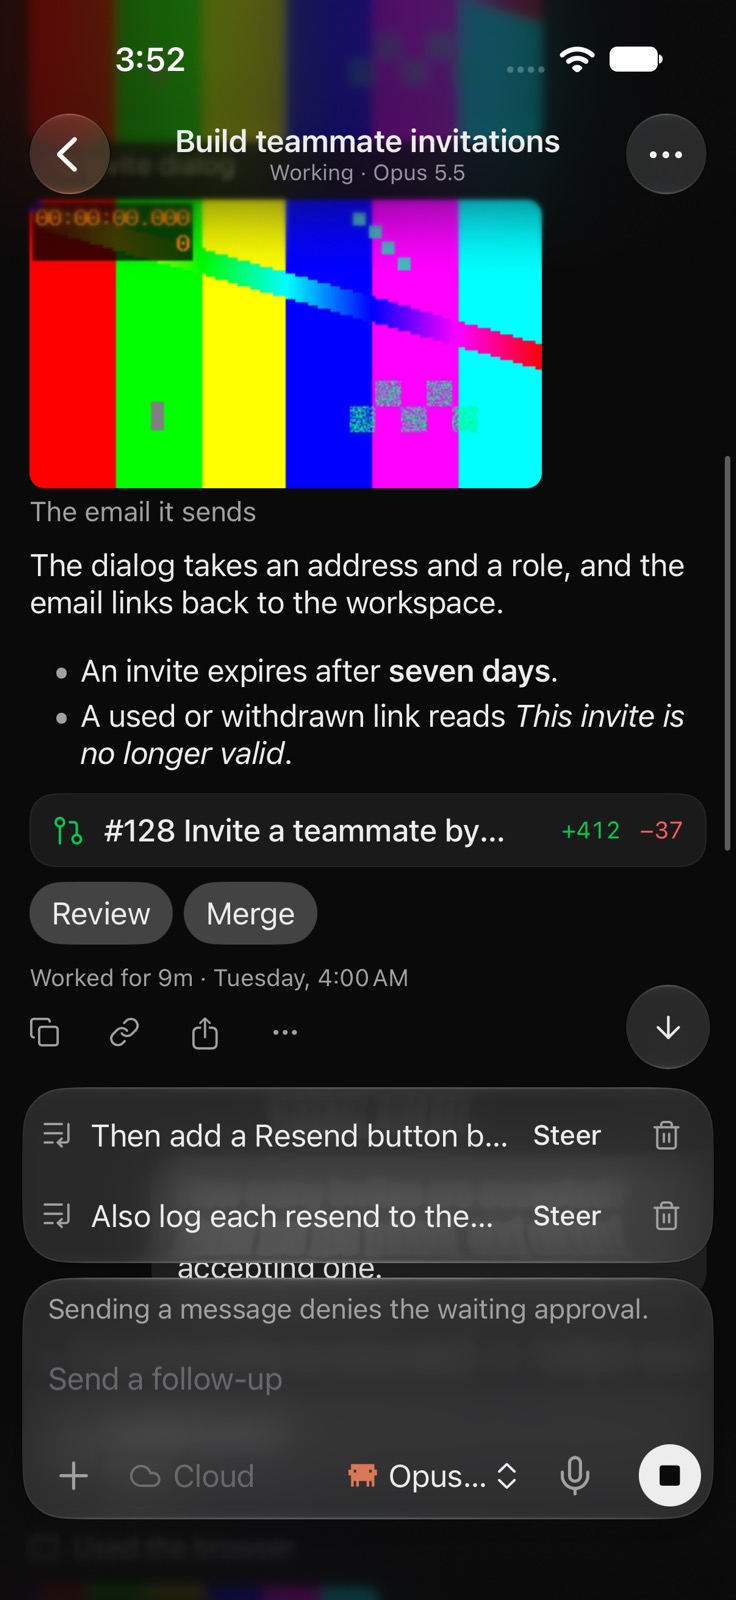 3:52
Build teammate invitations
Working · Opus 5.5
00:00:00.000
0
The email it sends
The dialog takes an address and a role, and the
email links back to the workspace.
• An invite expires after seven days.
• A used or withdrawn link reads This invite is
no longer valid.
#128 Invite a teammate by... +412 −37
Review Merge
Worked for 9m · Tuesday, 4:00 AM
Then add a Resend button b... Steer
Also log each resend to the... Steer
accepting one.
Sending a message denies the waiting approval.
Send a follow-up
Cloud Opus...
Used the browser